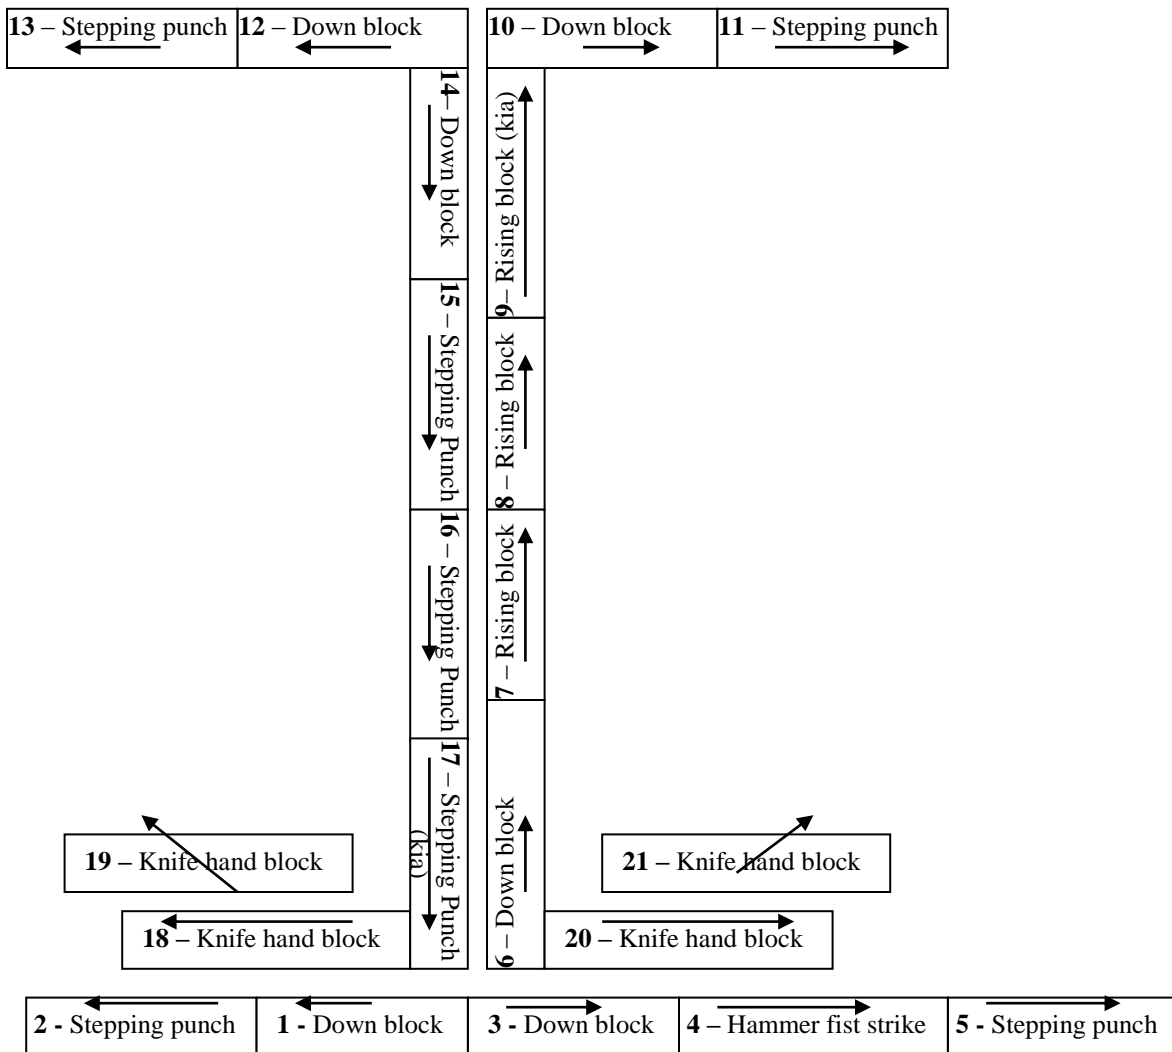 13 – Stepping punch
12 – Down block
10 – Down block
11 – Stepping punch
14– Down block
9– Rising block (kia)
15 – Stepping Punch
8 – Rising block
16 – Stepping Punch
7 – Rising block
17 – Stepping Punch
(kia)
6 – Down block
19 – Knife hand block
21 – Knife hand block
18 – Knife hand block
20 – Knife hand block
2 - Stepping punch
1 - Down block
3 - Down block
4 – Hammer fist strike
5 - Stepping punch